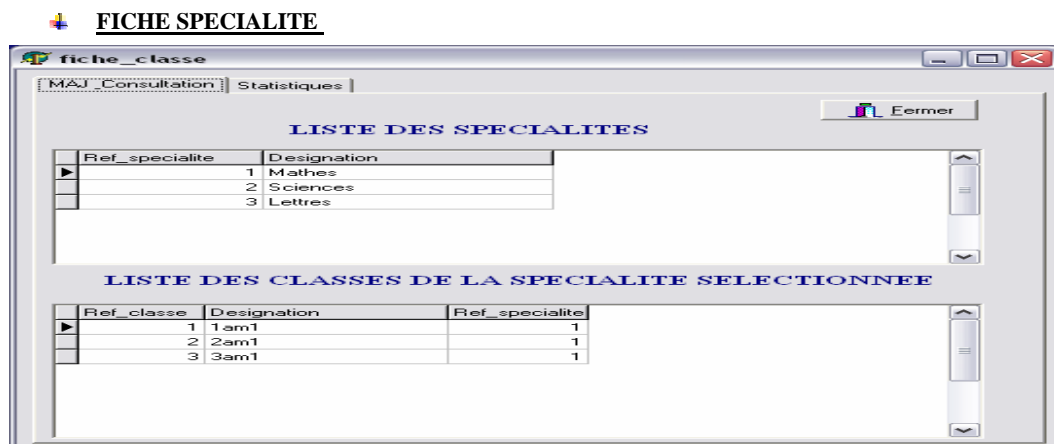 FICHE SPECIALITE
fiche_classe
MAJ_Consultation Statistiques
Fermer
LISTE DES SPECIALITES
Ref_specialite Designation
1 Mathes
2 Sciences
3 Lettres
LISTE DES CLASSES DE LA SPECIALITE SELECTIONNEE
Ref_classe Designation Ref_specialite
1 1am1 1
2 2am1 1
3 3am1 1